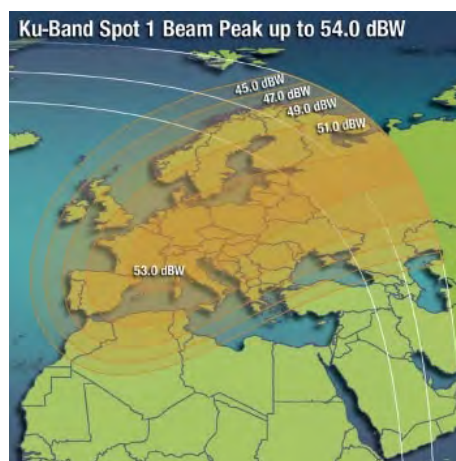 Ku-Band Spot 1 Beam Peak up to 54.0 dBW
45.0 dBW
47.0 dBW
49.0 dBW
51.0 dBW
53.0 dBW